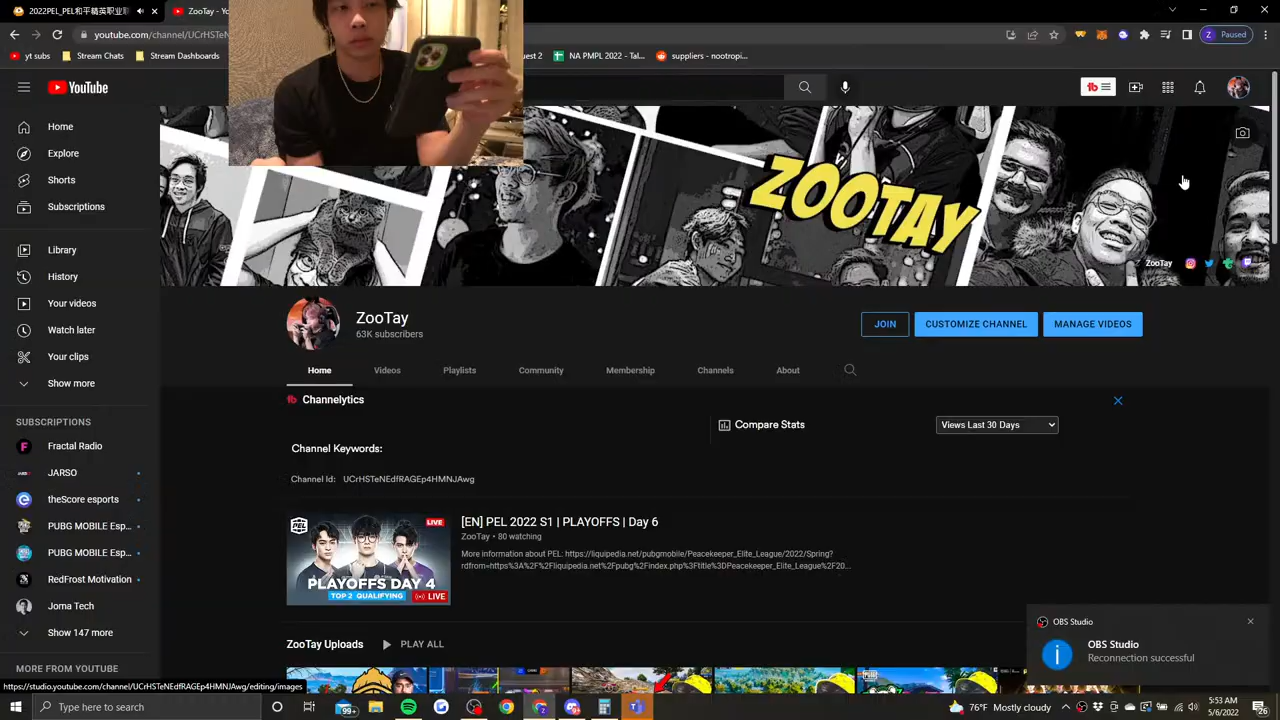 2022PEL_PEL和平精英职业联
ZooTay - Yo
youtube.com/channel/UCrHSTe
Paused
yt subs
Stream Chats
Stream Dashboards
uest 2
NA PMPL 2022 - Tal...
suppliers - nootropi...
YouTube
Home
Explore
Shorts
Subscriptions
Library
History
Your videos
Watch later
Your clips
Show more
SUBSCRIPTIONS
Fractal Radio
JARSO
theScore esports
PUBG MOBILE Esp...
PUBG MOBILE Esp...
RedFrost Motivation
Joma Tech
Show 147 more
MORE FROM YOUTUBE
ZOOTAY
ZooTay
ZooTay
63K subscribers
JOIN
CUSTOMIZE CHANNEL
MANAGE VIDEOS
Home
Videos
Playlists
Community
Membership
Channels
About
Channelytics
Compare Stats
Views Last 30 Days
Channel Keywords:
Channel Id: UCrHSTeNEdfRAGEp4HMNJAwg
LIVE
PLAYOFFS DAY 4
TOP 2 QUALIFYING
LIVE
[EN] PEL 2022 S1 | PLAYOFFS | Day 6
ZooTay • 80 watching
More information about PEL: https://liquipedia.net/pubgmobile/Peacekeeper_Elite_League/2022/Spring?
rdfrom=https%3A%2F%2Fliquipedia.net%2Fpubg%2Findex.php%3Ftitle%3DPeacekeeper_Elite_League%2F20...
ZooTay Uploads
PLAY ALL
OBS Studio
OBS Studio
Reconnection successful
https://studio.youtube.com/channel/UCrHSTeNEdfRAGEp4HMNJAwg/editing/images
Type here to search
99+
76°F Mostly cloudy
5:53 AM
5/6/2022